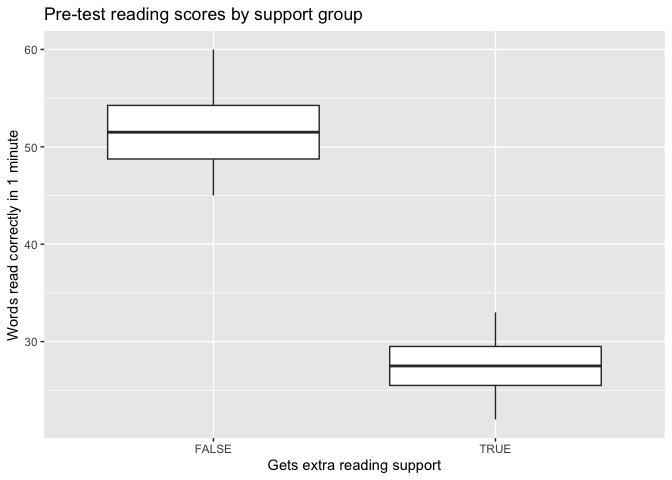 Pre-test reading scores by support group
60
50
40
30
Words read correctly in 1 minute
FALSE
TRUE
Gets extra reading support